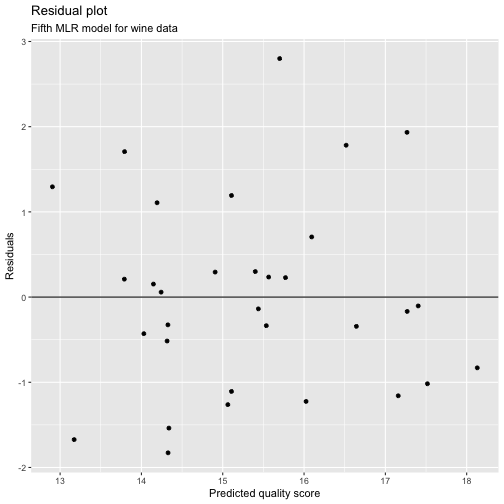 Residual plot
Fifth MLR model for wine data
3
2
1
0
-1
-2
Residuals
13 14 15 16 17 18
Predicted quality score